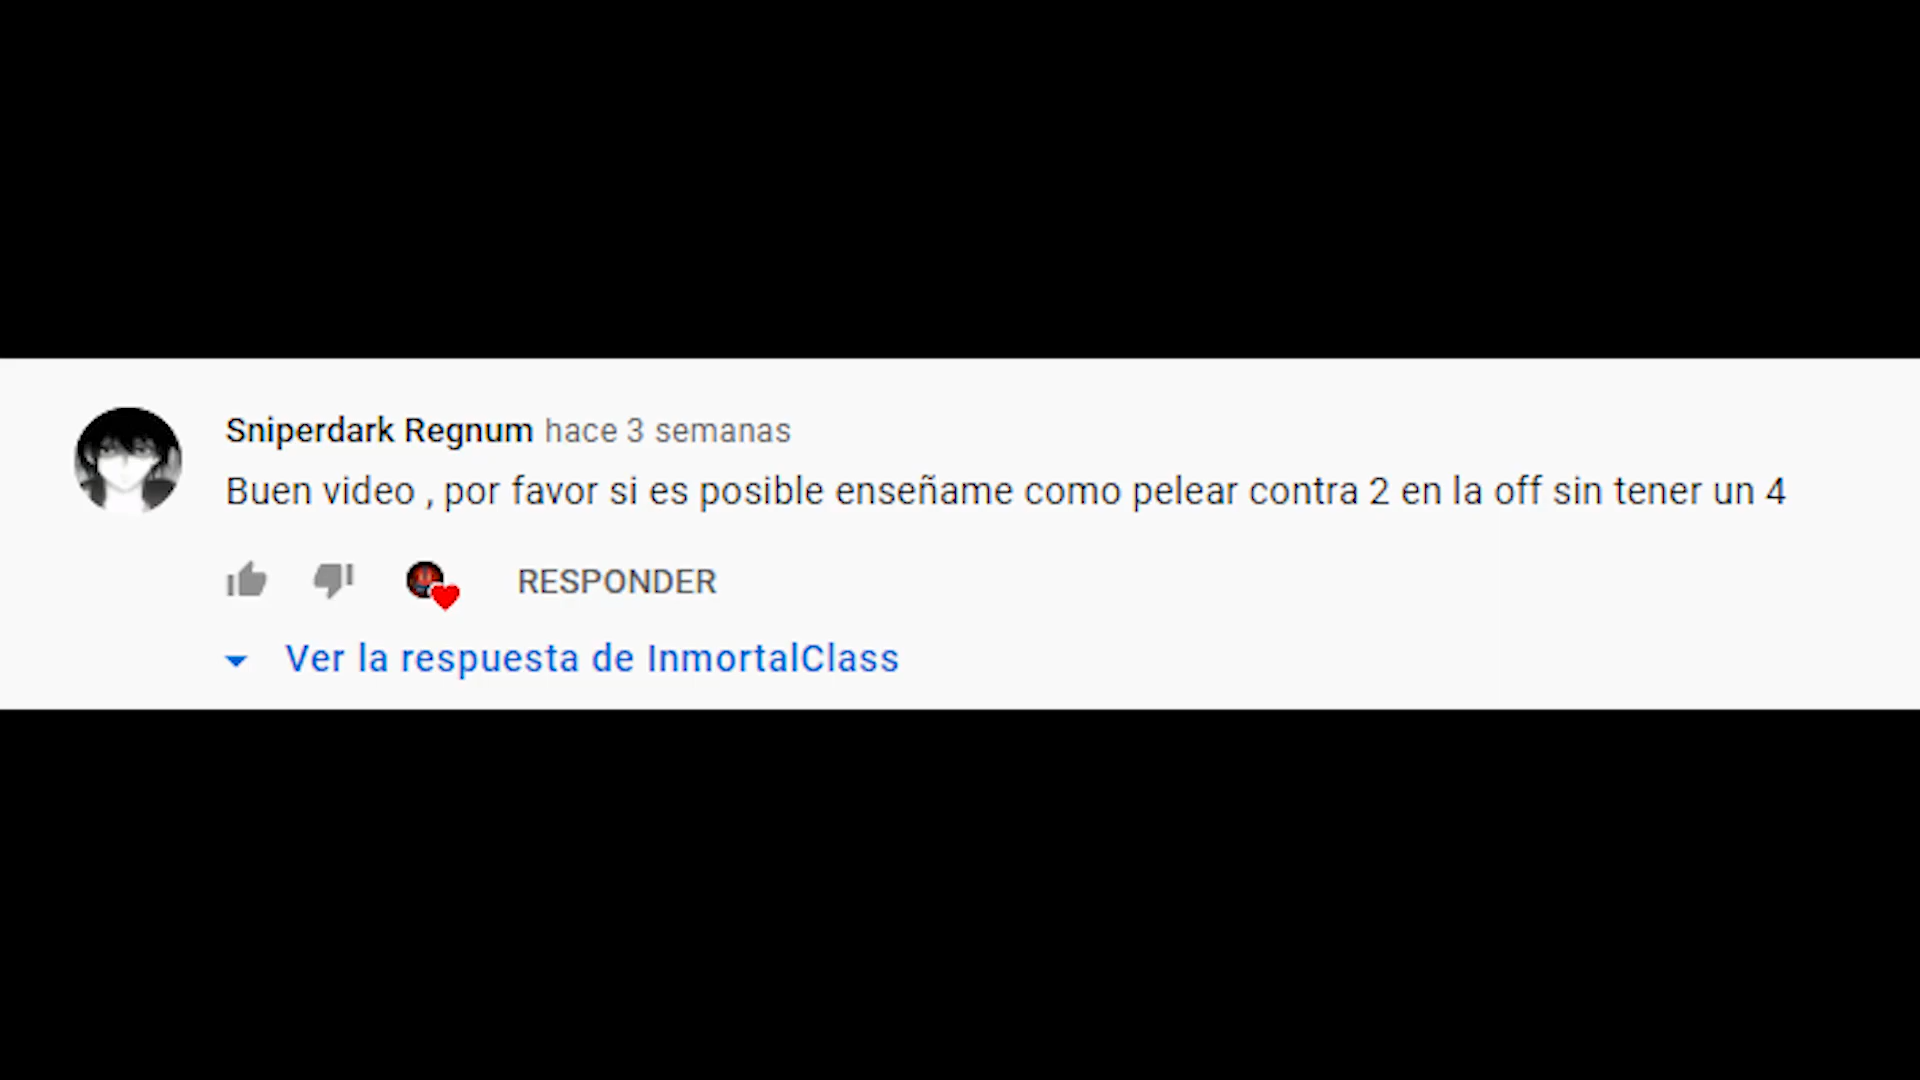 Sniperdark Regnum hace 3 semanas
Buen video , por favor si es posible enseñame como pelear contra 2 en la off sin tener un 4
RESPONDER
Ver la respuesta de InmortalClass